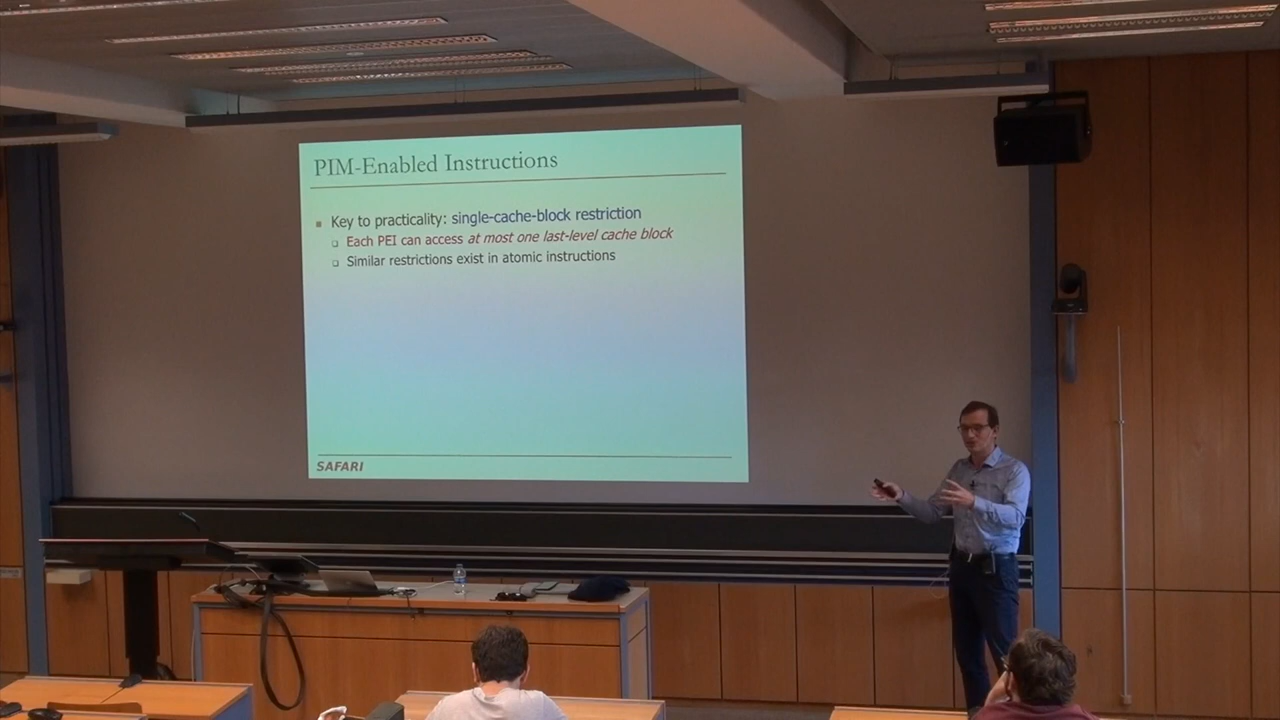 PIM-Enabled Instructions
Key to practicality: single-cache-block restriction
Each PEI can access at most one last-level cache block
Similar restrictions exist in atomic instructions
SAFARI